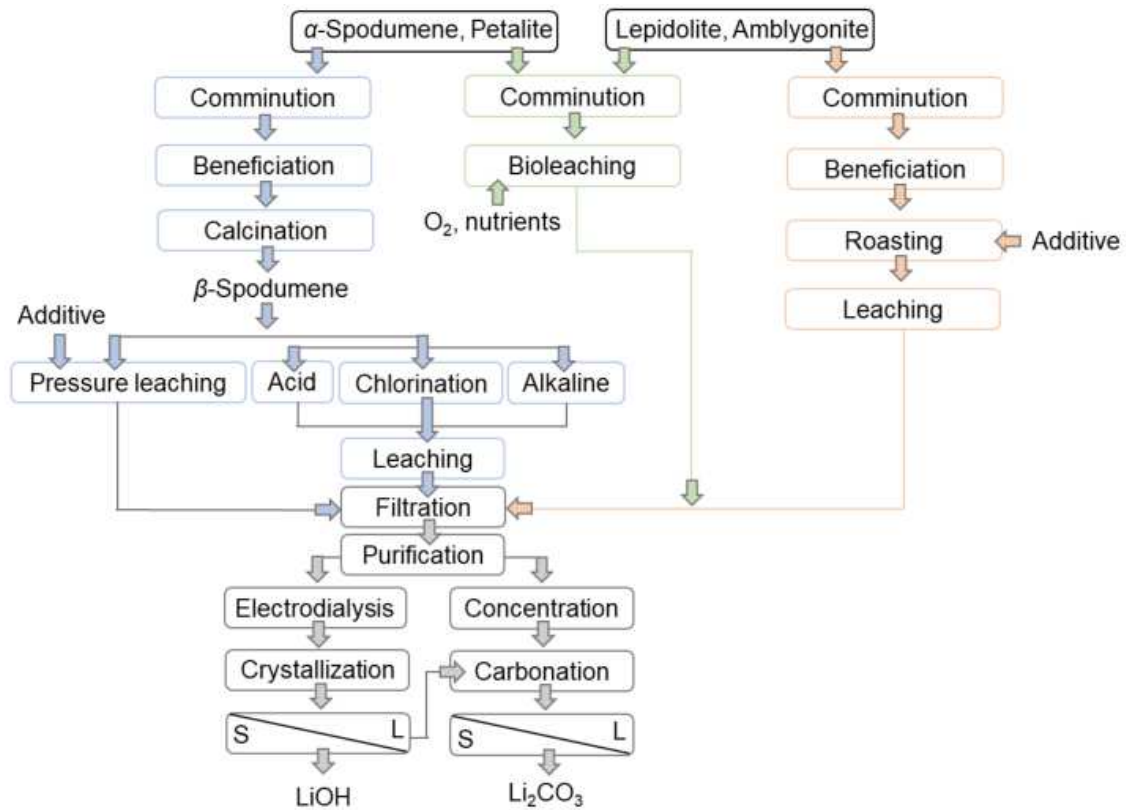 α-Spodumene, Petalite
Lepidolite, Amblygonite
Comminution
Comminution
Comminution
Beneficiation
Bioleaching
Beneficiation
O₂, nutrients
Calcination
Roasting
Additive
β-Spodumene
Leaching
Additive
Pressure leaching
Acid
Chlorination
Alkaline
Leaching
Filtration
Purification
Electrodialysis
Concentration
Crystallization
Carbonation
S
L
S
L
LiOH
Li₂CO₃